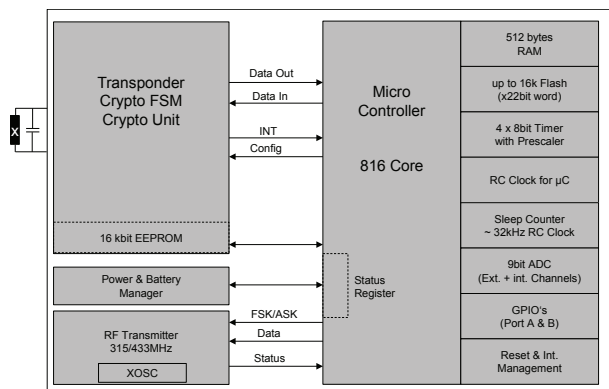 Transponder
Crypto FSM
Crypto Unit
16 kbit EEPROM
Power & Battery
Manager
RF Transmitter
315/433MHz
XOSC
X
Data Out
Data In
INT
Config
FSK/ASK
Data
Status
Micro
Controller
816 Core
Status
Register
512 bytes
RAM
up to 16k Flash
(x22bit word)
4 x 8bit Timer
with Prescaler
RC Clock for µC
Sleep Counter
~ 32kHz RC Clock
9bit ADC
(Ext. + int. Channels)
GPIO's
(Port A & B)
Reset & Int.
Management